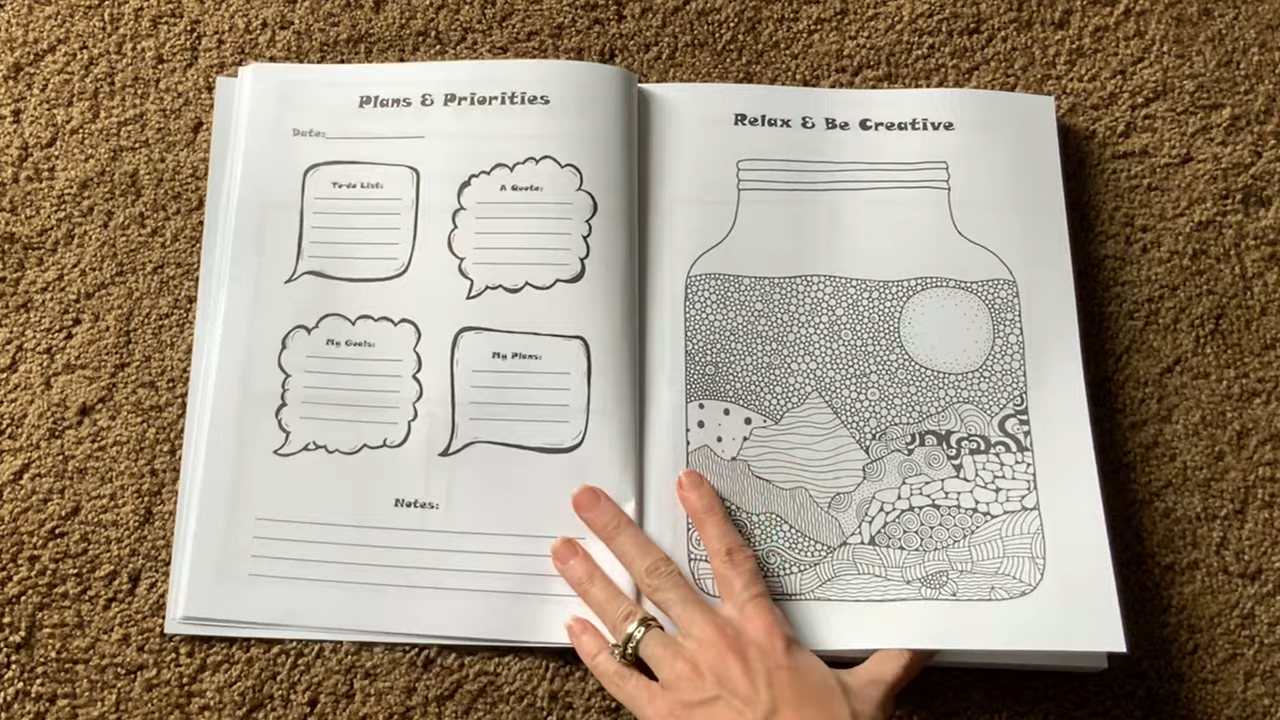 Plans & Priorities
Date:
To-do List:
A Quote:
My Goals:
My Plans:
Notes:
Relax & Be Creative